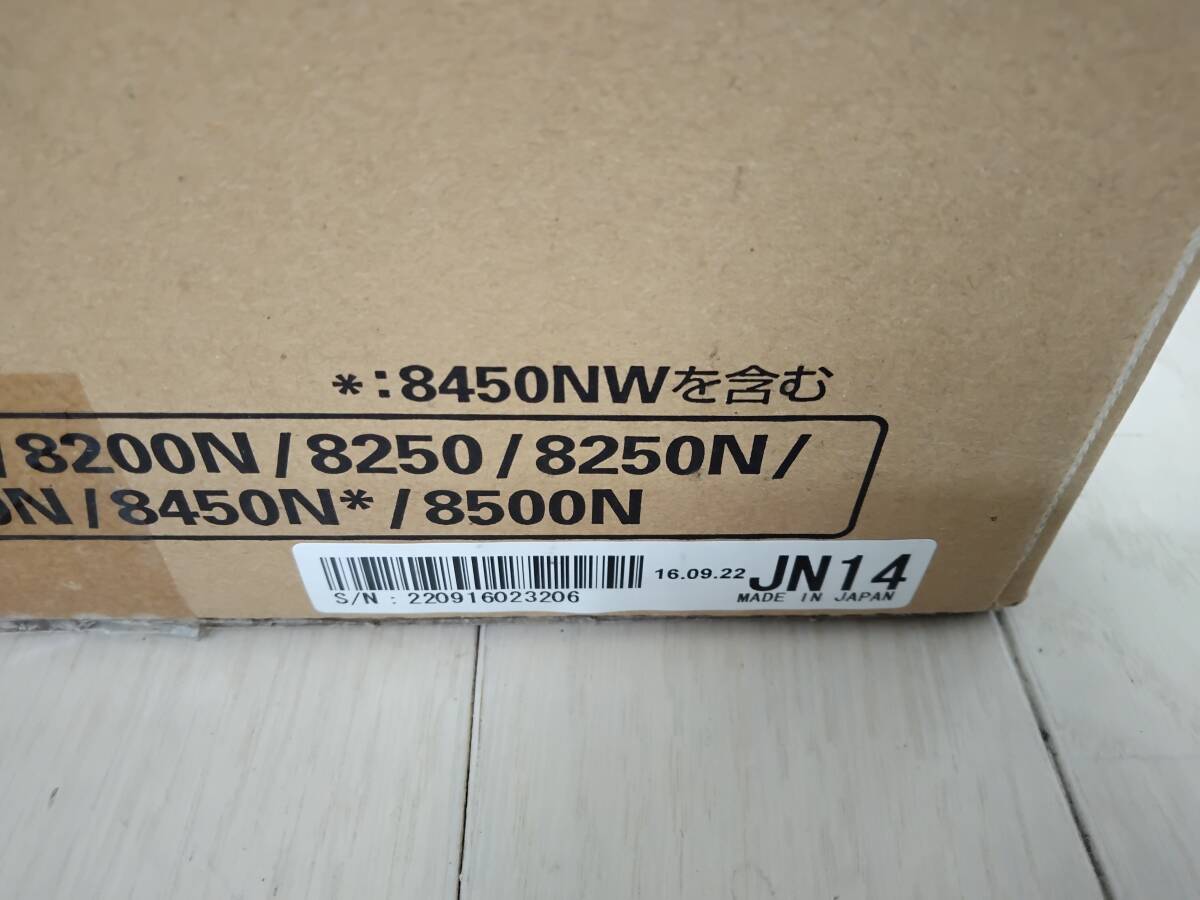 *:8450NWを含む
/8200N/8250/8250N/
0N/8450N*/8500N
16.09.22 JN14
S/N : 220916023206 MADE IN JAPAN